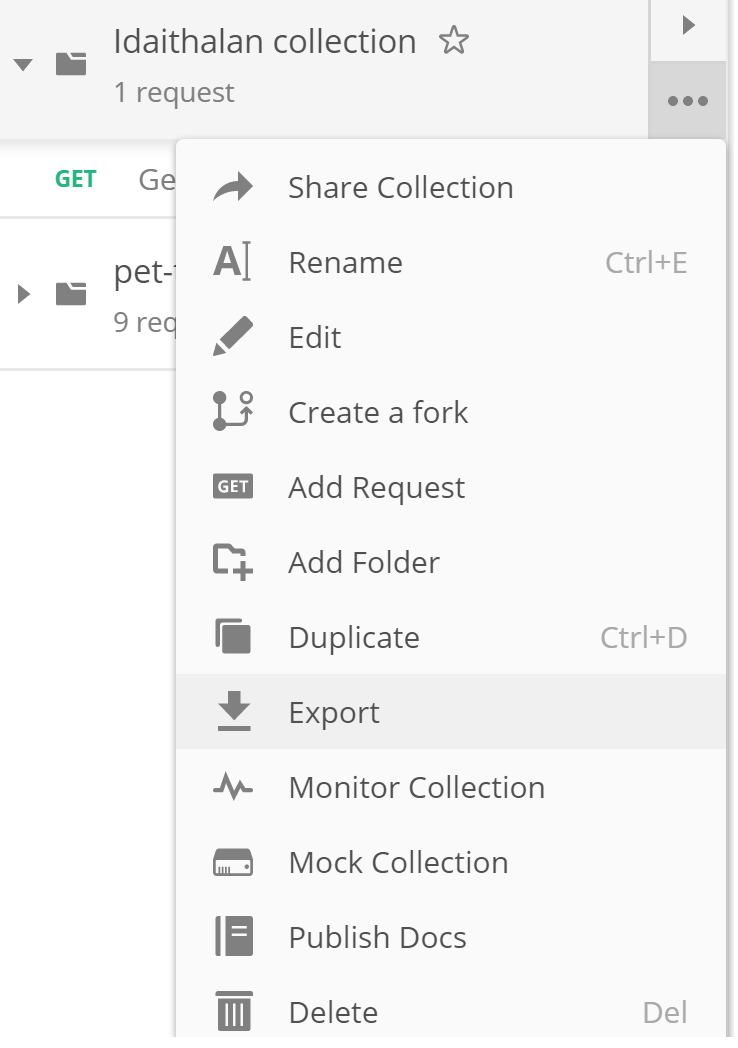 Idaithalan collection
1 request
GET Ge
Share Collection
Rename Ctrl+E
pet-
9 req
Edit
Create a fork
GET Add Request
Add Folder
Duplicate Ctrl+D
Export
Monitor Collection
Mock Collection
Publish Docs
Delete Del